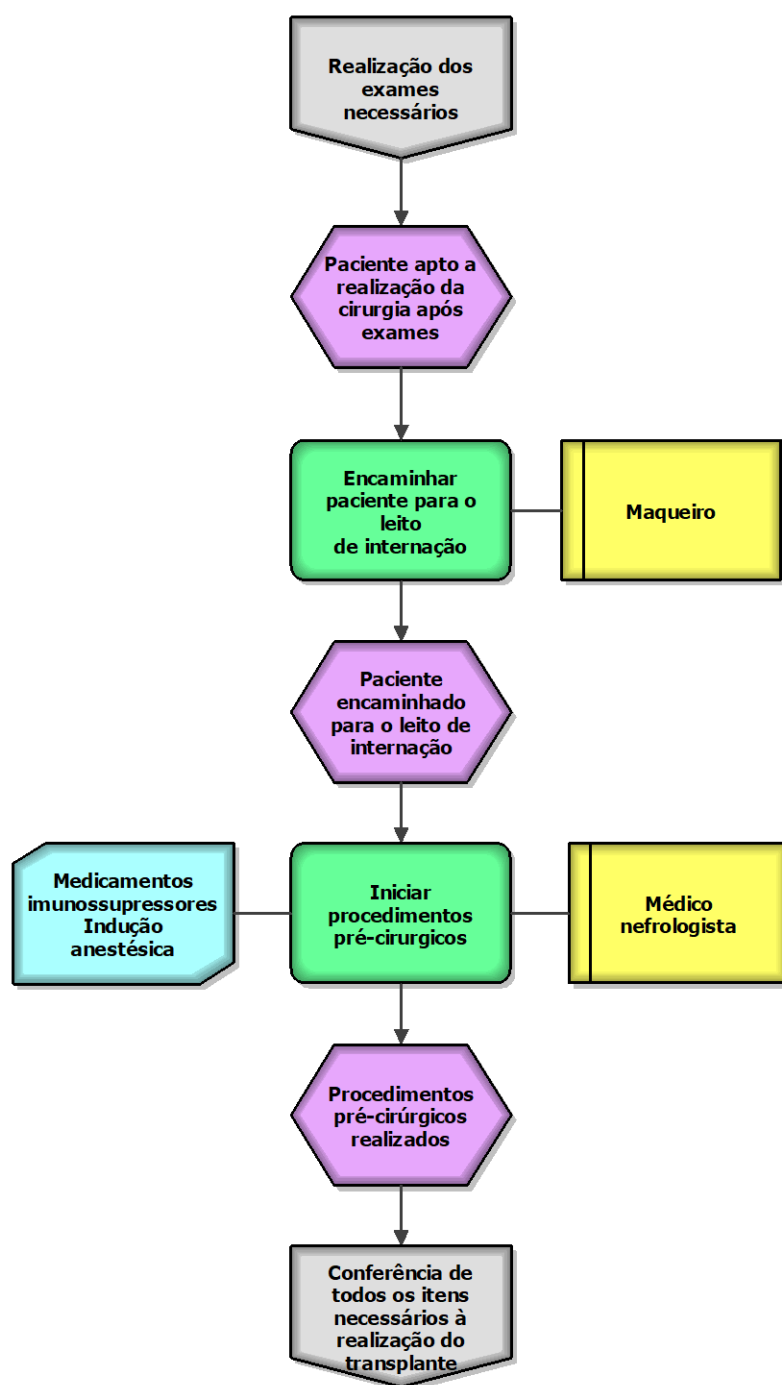 Realização dos
exames
necessários
Paciente apto a
realização da
cirurgia após
exames
Encaminhar
paciente para o
leito
de internação
Maqueiro
Paciente
encaminhado
para o leito de
internação
Medicamentos
imunossupressores
Indução
anestésica
Iniciar
procedimentos
pré-cirurgicos
Médico
nefrologista
Procedimentos
pré-cirúrgicos
realizados
Conferência de
todos os itens
necessários à
realização do
transplante